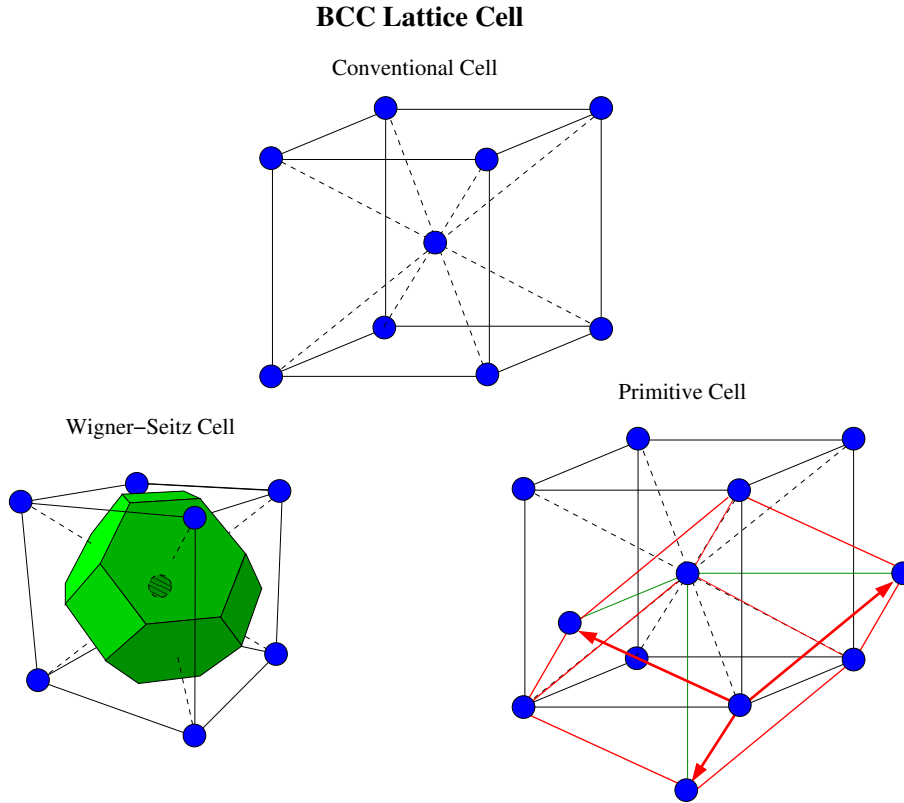 BCC Lattice Cell
Conventional Cell
Primitive Cell
Wigner−Seitz Cell